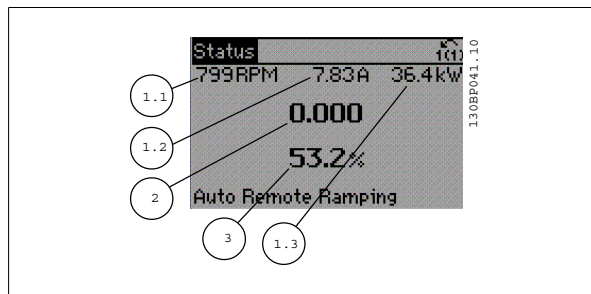 Status
1(1)
799RPM 7.83A 36.4kW
0.000
53.2%
Auto Remote Ramping
1.1
1.2
2
3
1.3
130BP041.10